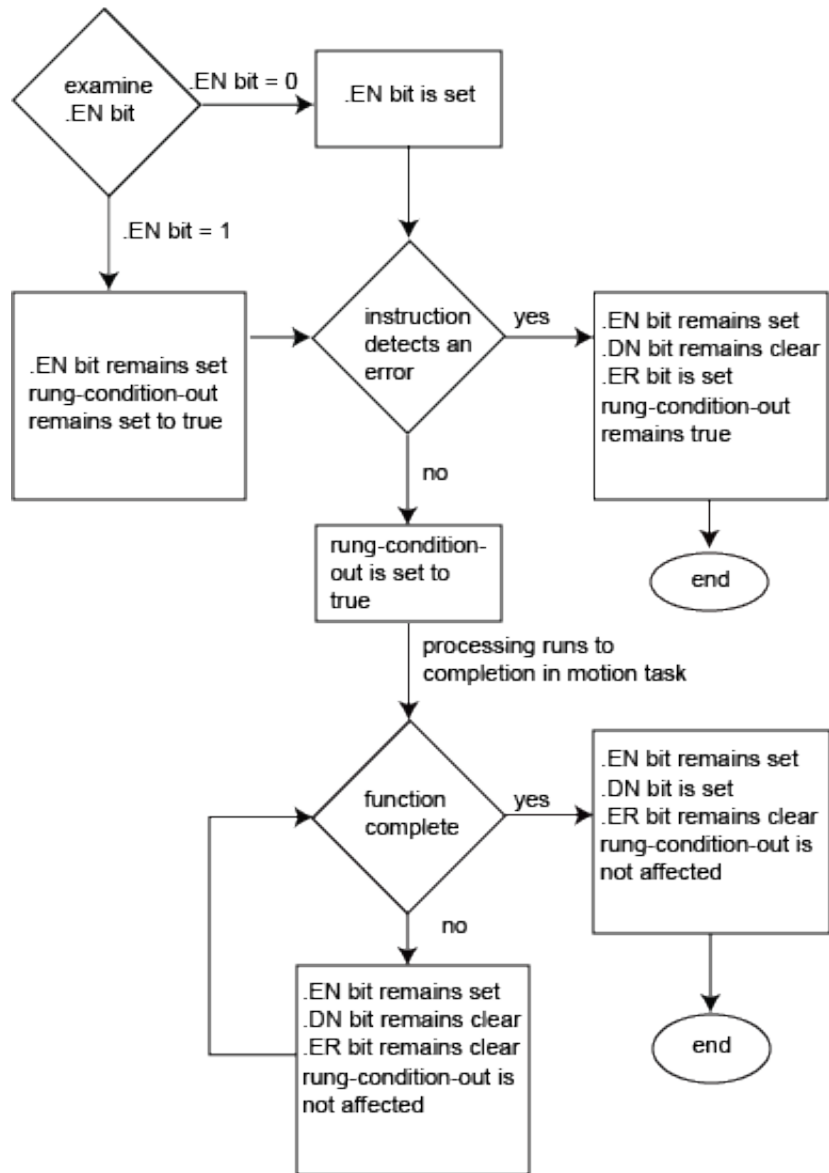 examine
.EN bit
.EN bit = 0
.EN bit is set
.EN bit = 1
.EN bit remains set
rung-condition-out
remains set to true
instruction
detects an
error
yes
.EN bit remains set
.DN bit remains clear
.ER bit is set
rung-condition-out
remains true
no
end
rung-condition-
out is set to
true
processing runs to
completion in motion task
function
complete
yes
.EN bit remains set
.DN bit is set
.ER bit remains clear
rung-condition-out is
not affected
no
.EN bit remains set
.DN bit remains clear
.ER bit remains clear
rung-condition-out is
not affected
end